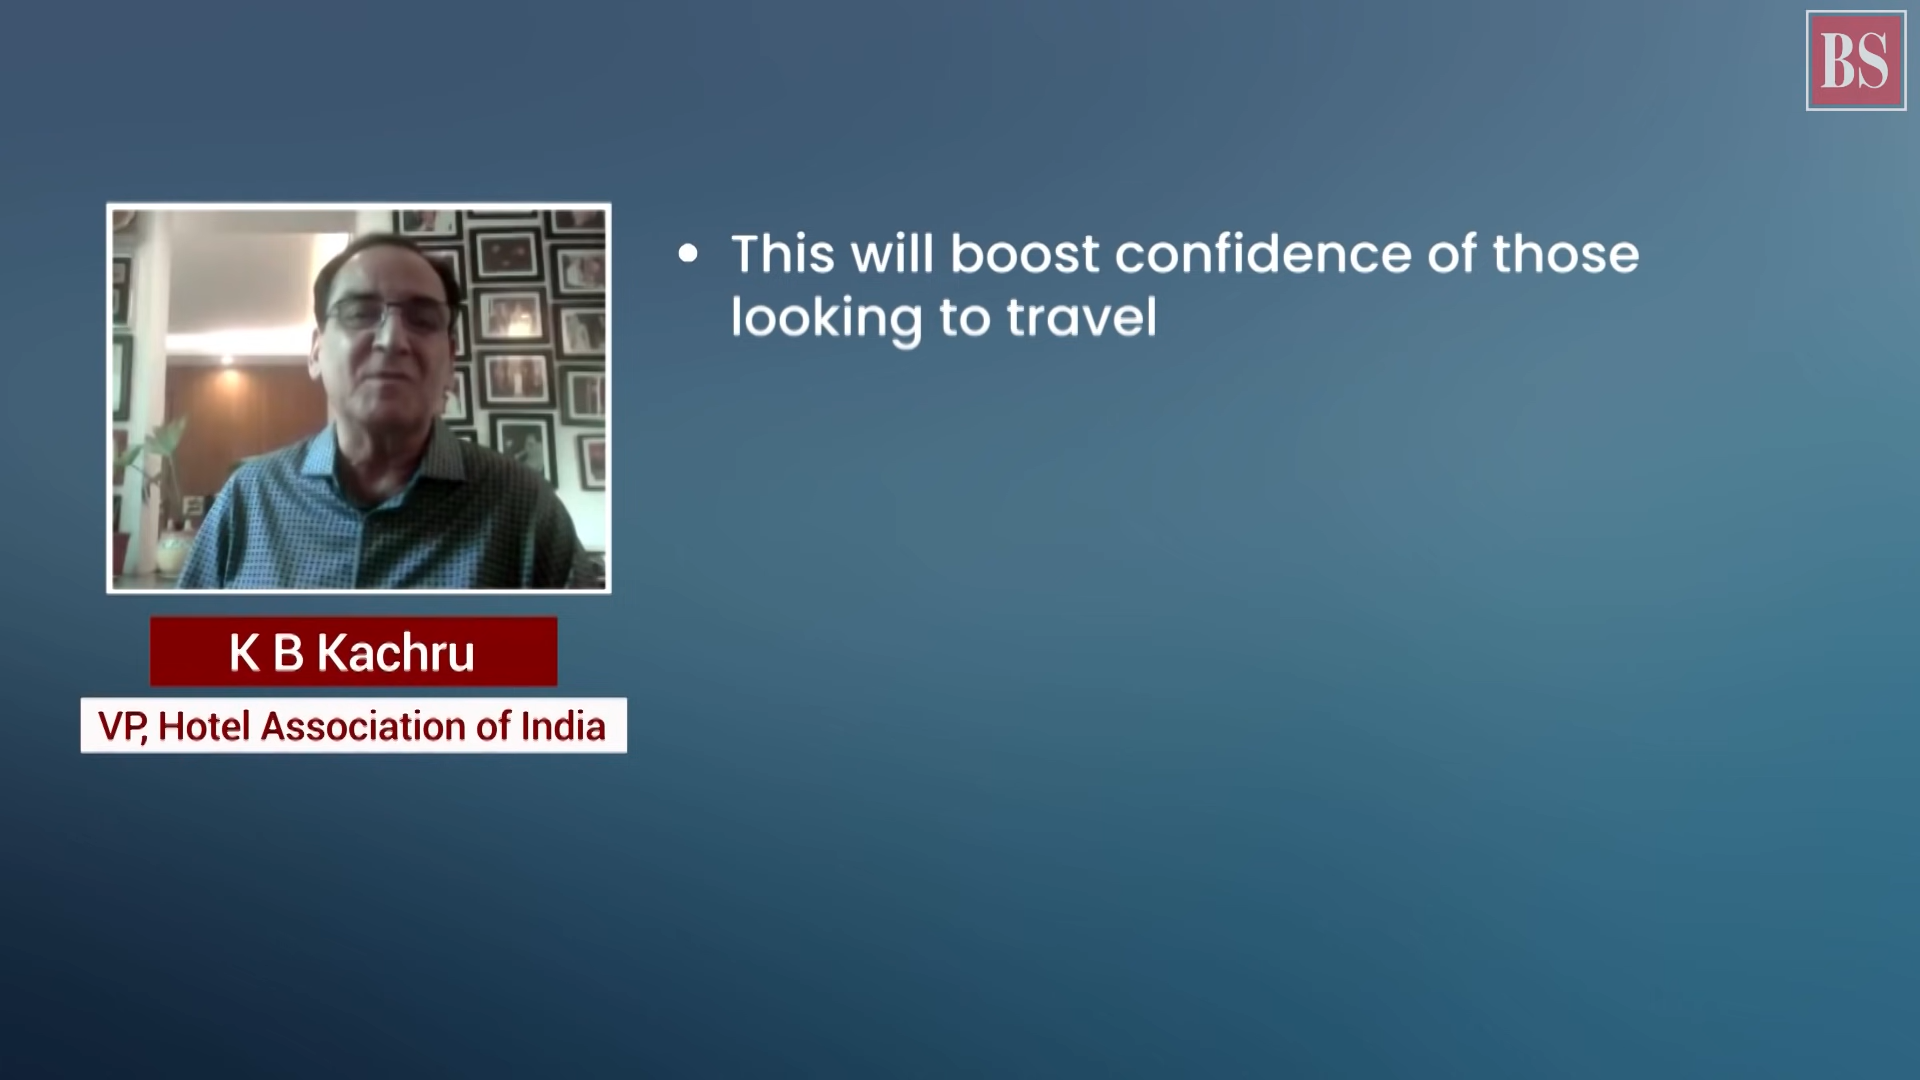 BS
• This will boost confidence of those
looking to travel
K B Kachru
VP, Hotel Association of India